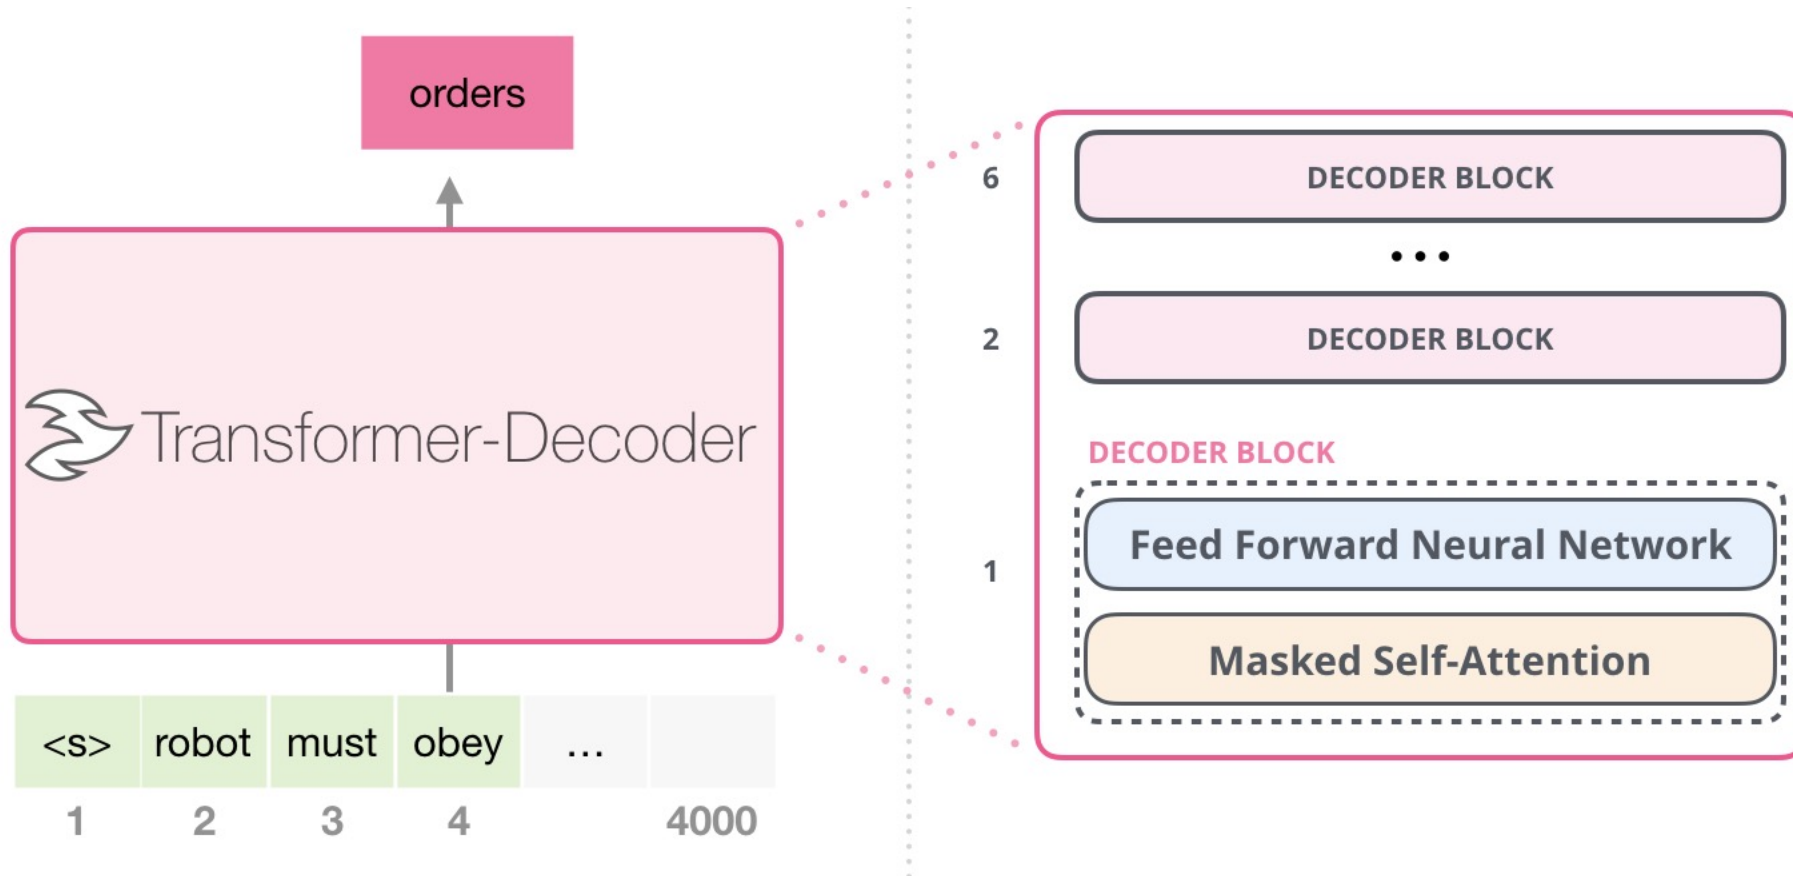 orders
Transformer-Decoder
<s> robot must obey ...
1 2 3 4 4000
6 DECODER BLOCK
...
2 DECODER BLOCK
DECODER BLOCK
1
Feed Forward Neural Network
Masked Self-Attention